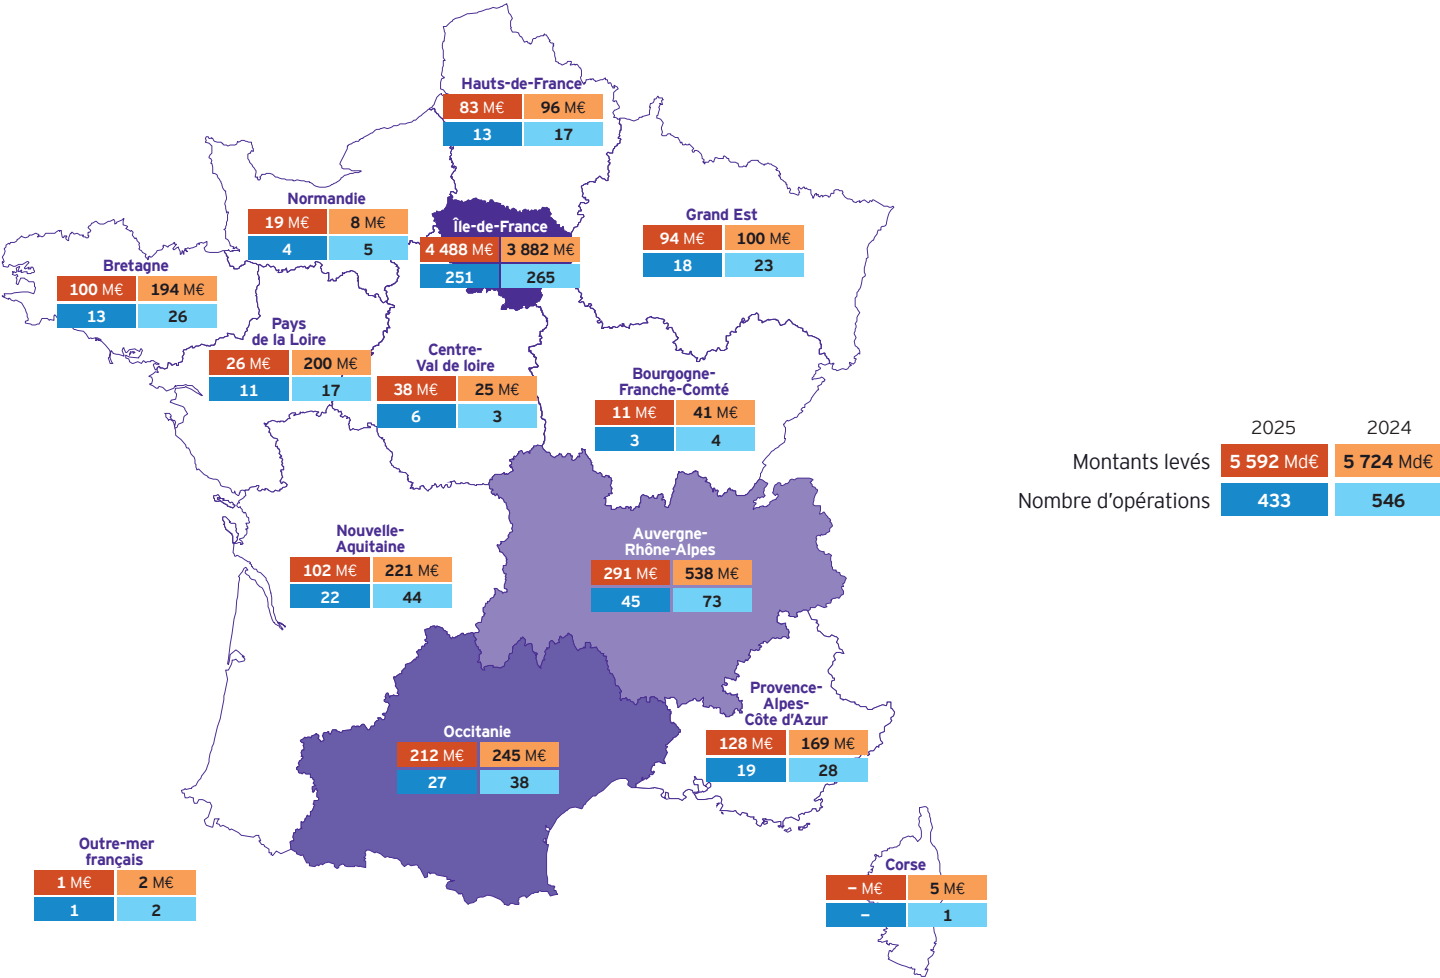 Hauts-de-France
83 M€ 96 M€
13 17
Normandie
19 M€ 8 M€
4 5
Île-de-France
4 488 M€ 3 882 M€
251 265
Grand Est
94 M€ 100 M€
18 23
Bretagne
100 M€ 194 M€
13 26
Pays
de la Loire
26 M€ 200 M€
11 17
Centre-
Val de loire
38 M€ 25 M€
6 3
Bourgogne-
Franche-Comté
11 M€ 41 M€
3 4
2025 2024
Montants levés 5 592 Md€ 5 724 Md€
Nombre d'opérations 433 546
Nouvelle-
Aquitaine
102 M€ 221 M€
22 44
Auvergne-
Rhône-Alpes
291 M€ 538 M€
45 73
Occitanie
212 M€ 245 M€
27 38
Provence-
Alpes-
Côte d'Azur
128 M€ 169 M€
19 28
Outre-mer
français
1 M€ 2 M€
1 2
Corse
– M€ 5 M€
– 1